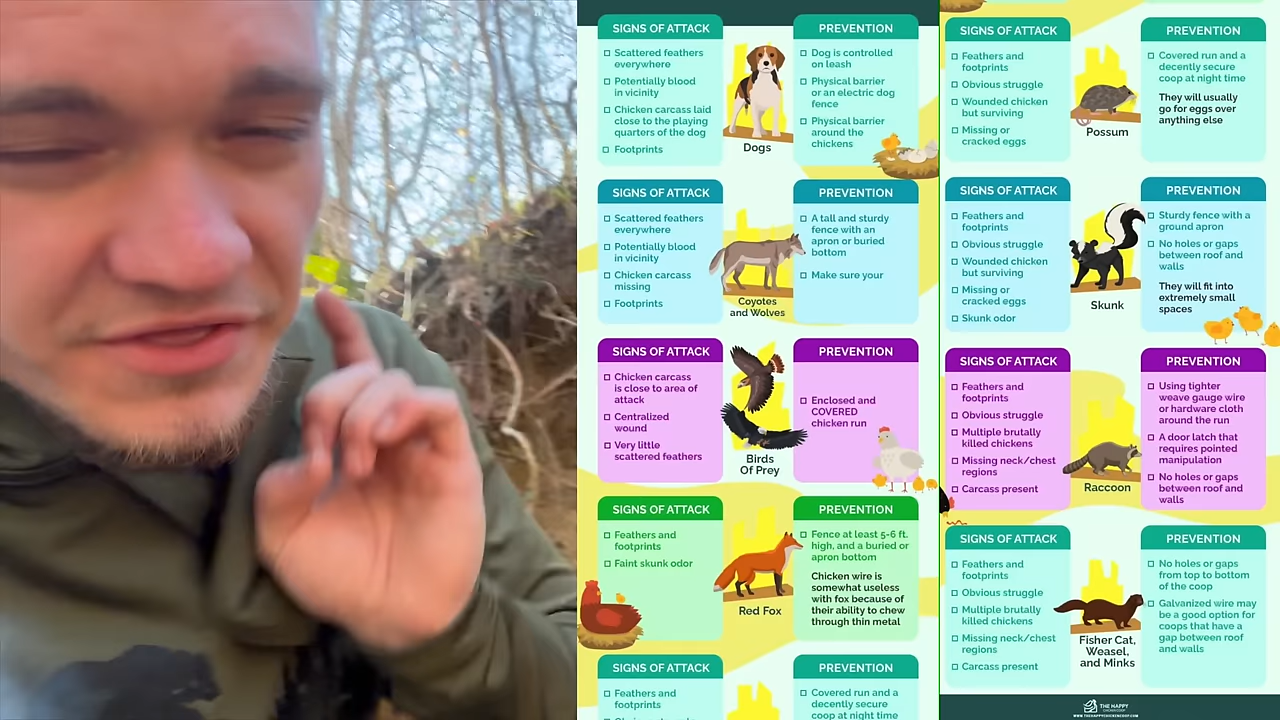 SIGNS OF ATTACK
Scattered feathers
everywhere
Potentially blood
in vicinity
Chicken carcass laid
close to the playing
quarters of the dog
Footprints
Dogs
PREVENTION
Dog is controlled
on leash
Physical barrier
or an electric dog
fence
Physical barrier
around the
chickens
SIGNS OF ATTACK
Scattered feathers
everywhere
Potentially blood
in vicinity
Chicken carcass
missing
Footprints
Coyotes
and Wolves
PREVENTION
A tall and sturdy
fence with an
apron or buried
bottom
Make sure your
SIGNS OF ATTACK
Chicken carcass
is close to area of
attack
Centralized
wound
Very little
scattered feathers
Birds
Of Prey
PREVENTION
Enclosed and
COVERED
chicken run
SIGNS OF ATTACK
Feathers and
footprints
Faint skunk odor
Red Fox
PREVENTION
Fence at least 5-6 ft.
high, and a buried or
apron bottom
Chicken wire is
somewhat useless
with fox because of
their ability to chew
through thin metal
SIGNS OF ATTACK
Feathers and
footprints
PREVENTION
Covered run and a
decently secure
coop at night time
SIGNS OF ATTACK
Feathers and
footprints
Obvious struggle
Wounded chicken
but surviving
Missing or
cracked eggs
Possum
PREVENTION
Covered run and a
decently secure
coop at night time
They will usually
go for eggs over
anything else
SIGNS OF ATTACK
Feathers and
footprints
Obvious struggle
Wounded chicken
but surviving
Missing or
cracked eggs
Skunk odor
Skunk
PREVENTION
Sturdy fence with a
ground apron
No holes or gaps
between roof and
walls
They will fit into
extremely small
spaces
SIGNS OF ATTACK
Feathers and
footprints
Obvious struggle
Multiple brutally
killed chickens
Missing neck/chest
regions
Carcass present
Raccoon
PREVENTION
Using tighter
weave gauge wire
or hardware cloth
around the run
A door latch that
requires pointed
manipulation
No holes or gaps
between roof and
walls
SIGNS OF ATTACK
Feathers and
footprints
Obvious struggle
Multiple brutally
killed chickens
Missing neck/chest
regions
Carcass present
Fisher Cat,
Weasel,
and Minks
PREVENTION
No holes or gaps
from top to bottom
of the coop
Galvanized wire may
be a good option for
coops that have a
gap between roof
and walls
THE HAPPY
CHICKEN COOP
WWW.THEHAPPYCHICKENCOOP.COM